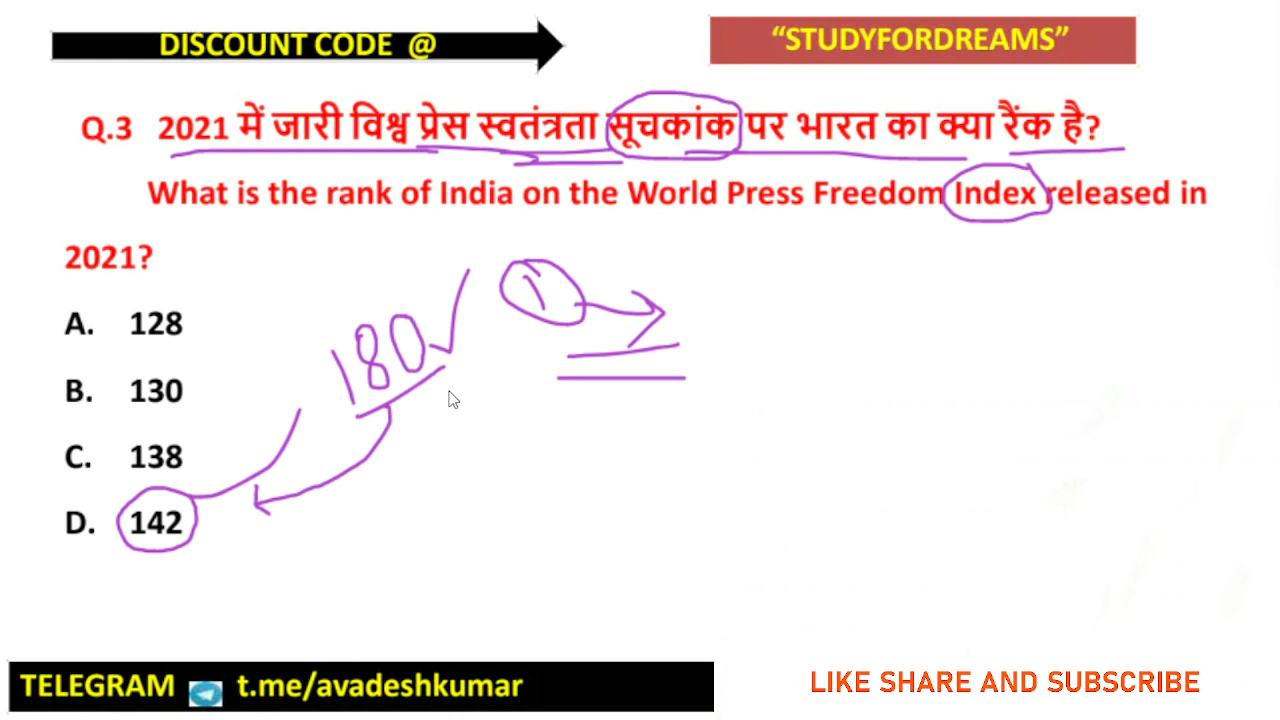 DISCOUNT CODE @
“STUDYFORDREAMS”
Q.3 2021 में जारी विश्व प्रेस स्वतंत्रता सूचकांक पर भारत का क्या रैंक है?
What is the rank of India on the World Press Freedom Index released in
2021?
A. 128
B. 130
C. 138
D. 142
180
1
TELEGRAM t.me/avadeshkumar
LIKE SHARE AND SUBSCRIBE